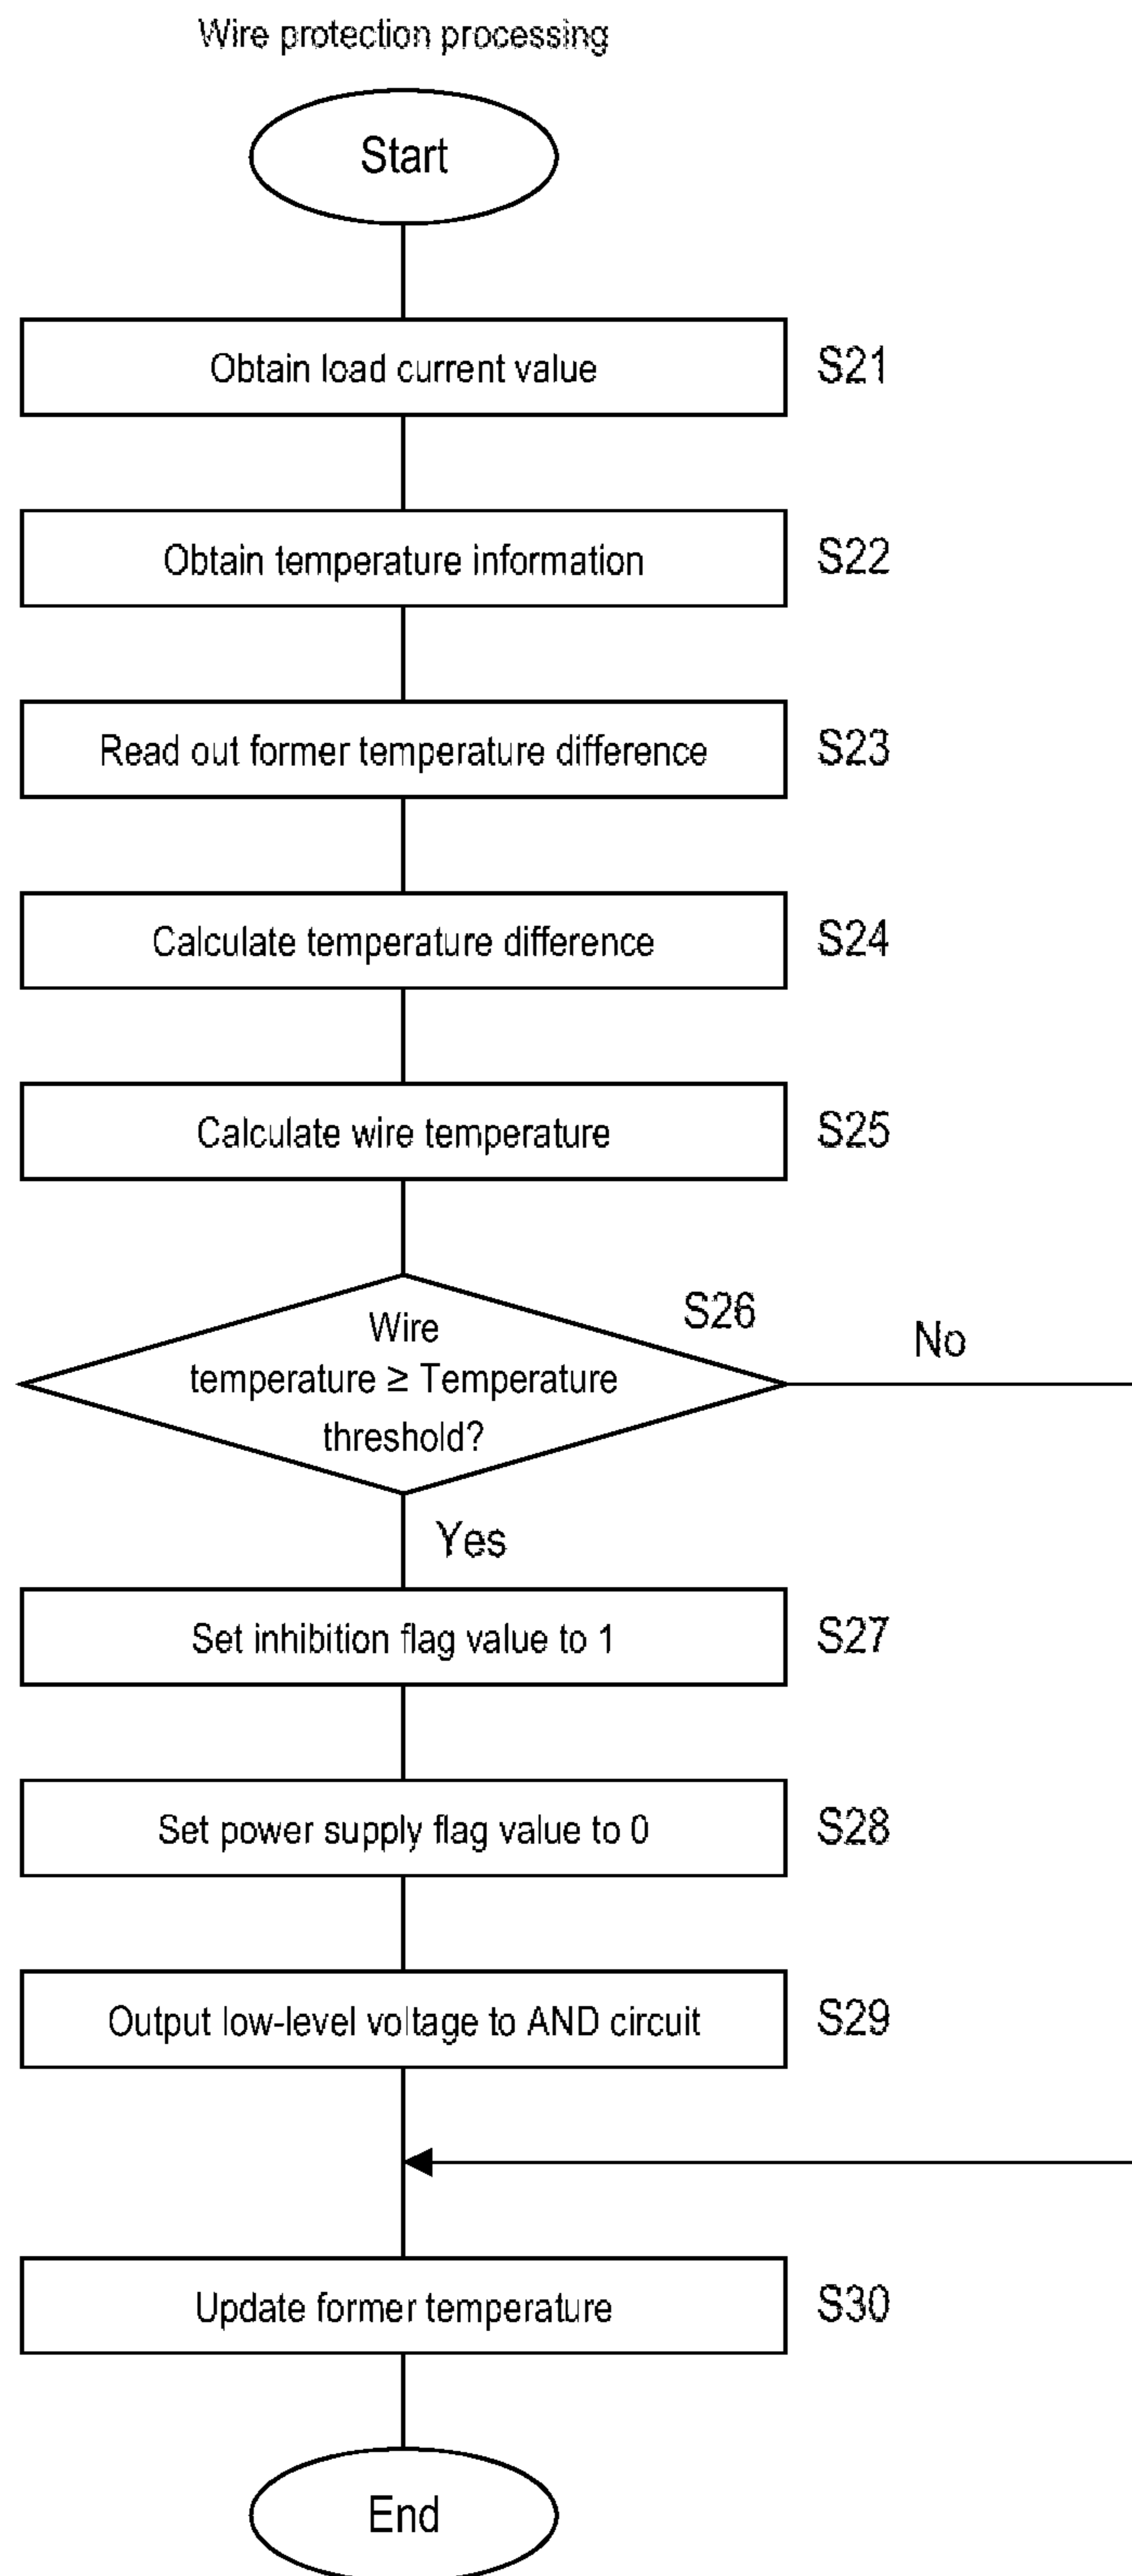 Wire protection processing
Start
Obtain load current value
S21
Obtain temperature information
S22
Read out former temperature difference
S23
Calculate temperature difference
S24
Calculate wire temperature
S25
Wire
temperature ≥ Temperature
threshold?
S26
No
Yes
Set inhibition flag value to 1
S27
Set power supply flag value to 0
S28
Output low-level voltage to AND circuit
S29
Update former temperature
S30
End